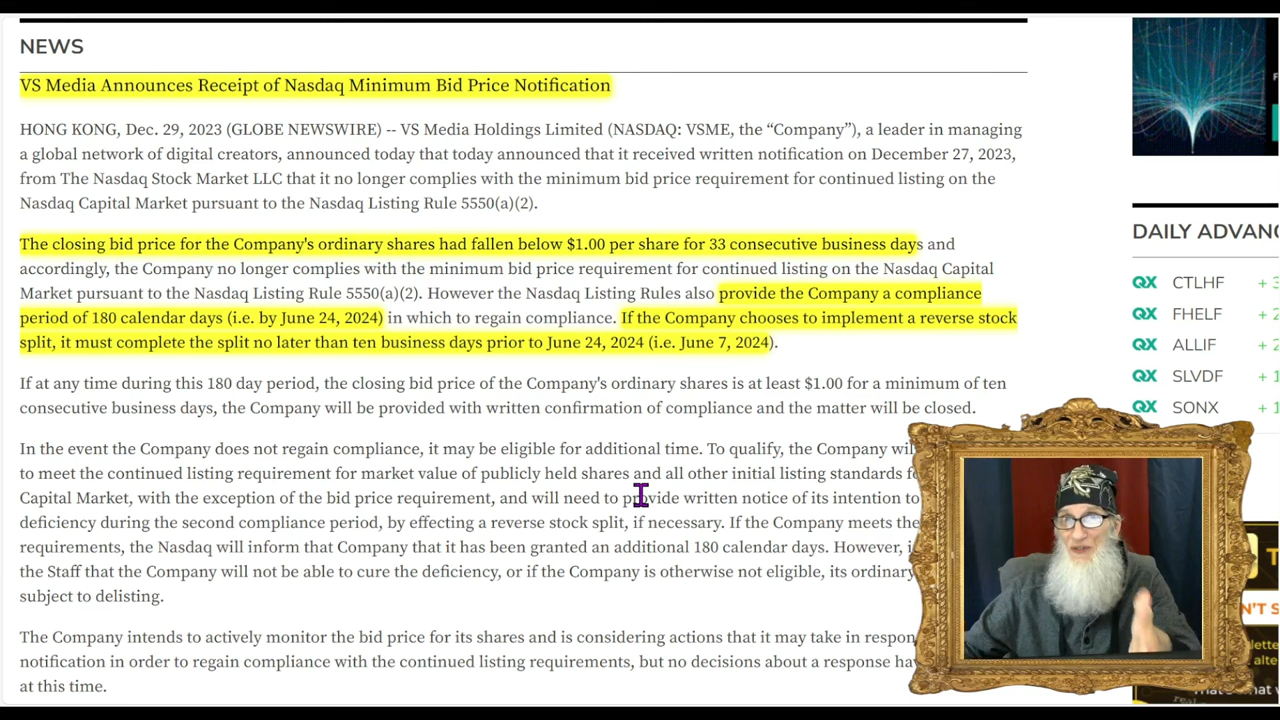 NEWS
VS Media Announces Receipt of Nasdaq Minimum Bid Price Notification
HONG KONG, Dec. 29, 2023 (GLOBE NEWSWIRE) -- VS Media Holdings Limited (NASDAQ: VSME, the “Company”), a leader in managing
a global network of digital creators, announced today that today announced that it received written notification on December 27, 2023,
from The Nasdaq Stock Market LLC that it no longer complies with the minimum bid price requirement for continued listing on the
Nasdaq Capital Market pursuant to the Nasdaq Listing Rule 5550(a)(2).
The closing bid price for the Company's ordinary shares had fallen below $1.00 per share for 33 consecutive business days and
accordingly, the Company no longer complies with the minimum bid price requirement for continued listing on the Nasdaq Capital
Market pursuant to the Nasdaq Listing Rule 5550(a)(2). However the Nasdaq Listing Rules also provide the Company a compliance
period of 180 calendar days (i.e. by June 24, 2024) in which to regain compliance. If the Company chooses to implement a reverse stock
split, it must complete the split no later than ten business days prior to June 24, 2024 (i.e. June 7, 2024).
If at any time during this 180 day period, the closing bid price of the Company's ordinary shares is at least $1.00 for a minimum of ten
consecutive business days, the Company will be provided with written confirmation of compliance and the matter will be closed.
In the event the Company does not regain compliance, it may be eligible for additional time. To qualify, the Company
to meet the continued listing requirement for market value of publicly held shares and all other initial listing standards
Capital Market, with the exception of the bid price requirement, and will need to provide written notice of its intention to
deficiency during the second compliance period, by effecting a reverse stock split, if necessary. If the Company meets the
requirements, the Nasdaq will inform that Company that it has been granted an additional 180 calendar days. However,
the Staff that the Company will not be able to cure the deficiency, or if the Company is otherwise not eligible, its ordinary
subject to delisting.
The Company intends to actively monitor the bid price for its shares and is considering actions that it may take in
notification in order to regain compliance with the continued listing requirements, but no decisions about a response
at this time.
DAILY ADVANC
QX CTLHF
QX FHELF + 2
QX ALLIF + 2
QX SLVDF + 1
QX SONX + 1
N'T S